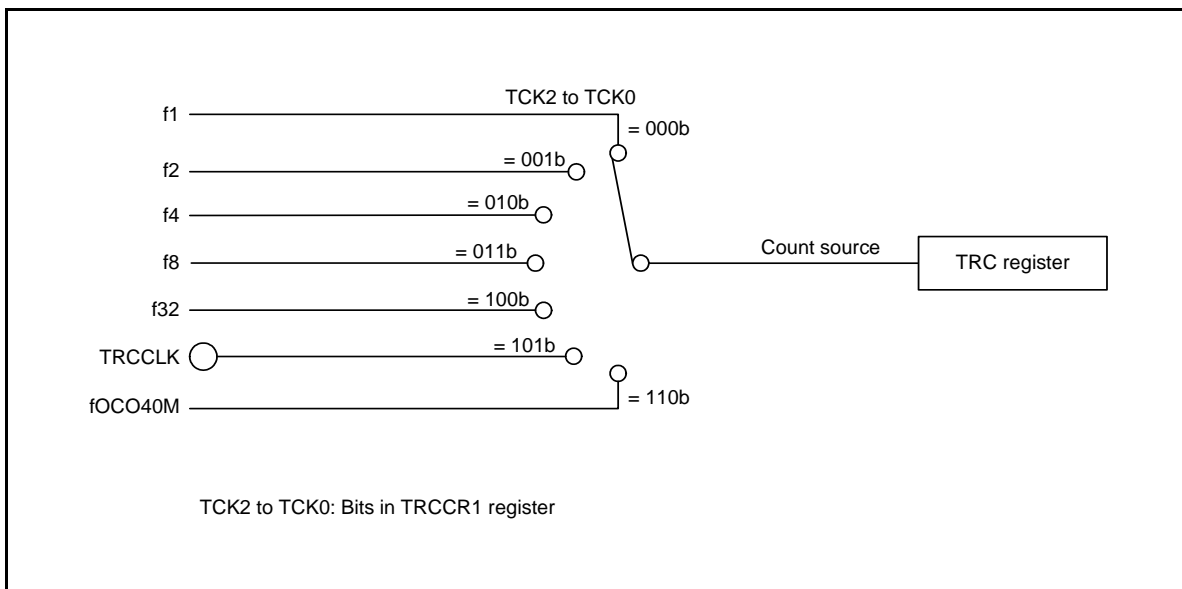 TCK2 to TCK0
f1
= 000b
f2
= 001b
f4
= 010b
f8
= 011b
Count source
TRC register
f32
= 100b
TRCCLK
= 101b
fOCO40M
= 110b
TCK2 to TCK0: Bits in TRCCR1 register